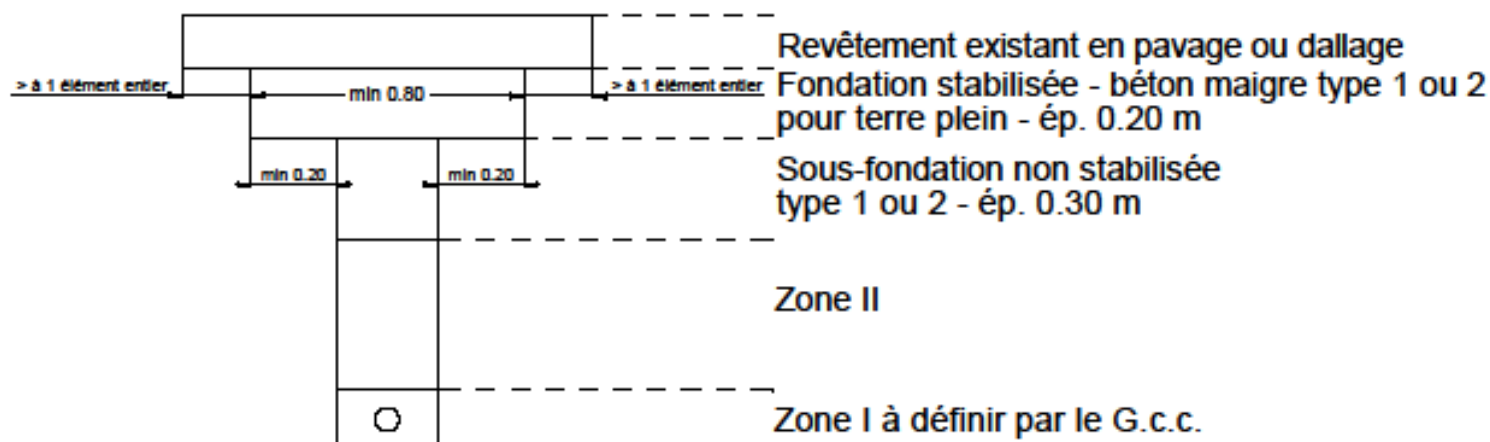 Revêtement existant en pavage ou dallage
> à 1 élément entier
min 0.80
> à 1 élément entier
Fondation stabilisée - béton maigre type 1 ou 2
pour terre plein - ép. 0.20 m
min 0.20
min 0.20
Sous-fondation non stabilisée
type 1 ou 2 - ép. 0.30 m
Zone II
Zone I à définir par le G.c.c.